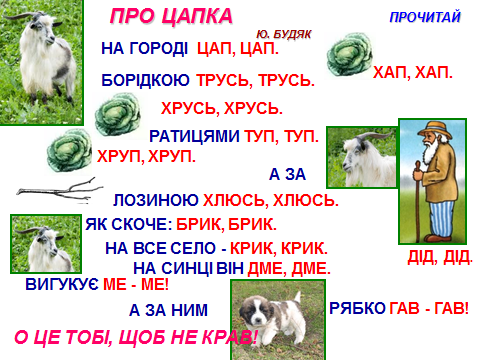 ПРО ЦАПКА
ПРОЧИТАЙ
Ю. БУДЯК
НА ГОРОДІ ЦАП, ЦАП.
ХАП, ХАП.
БОРІДКОЮ ТРУСЬ, ТРУСЬ.
ХРУСЬ, ХРУСЬ.
РАТИЦЯМИ ТУП, ТУП.
ХРУП, ХРУП.
А ЗА
ДІД, ДІД.
ЛОЗИНОЮ ХЛЮСЬ, ХЛЮСЬ.
ЯК СКОЧЕ: БРИК, БРИК.
НА ВСЕ СЕЛО - КРИК, КРИК.
НА СИНЦІ ВІН ДМЕ, ДМЕ.
ВИГУКУЄ МЕ - МЕ!
А ЗА НИМ
РЯБКО ГАВ - ГАВ!
О ЦЕ ТОБІ, ЩОБ НЕ КРАВ!